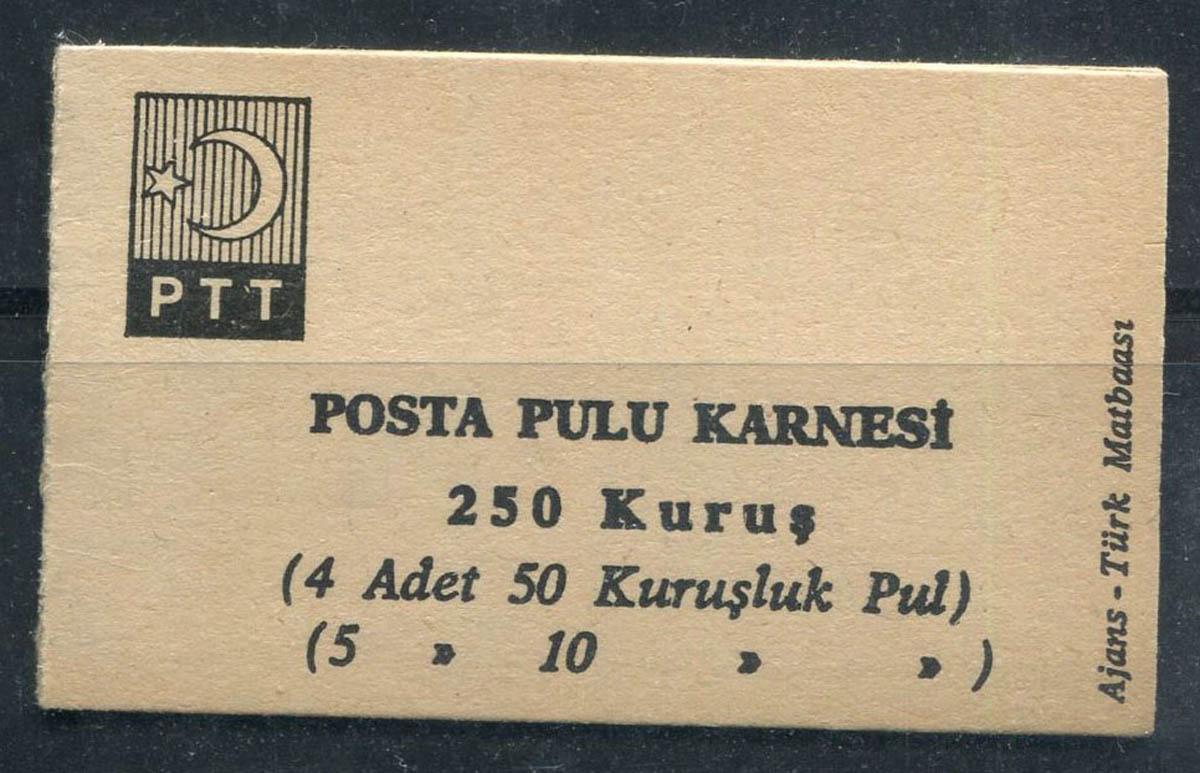 PTT
POSTA PULU KARNESİ
250 Kuruş
(4 Adet 50 Kuruşluk Pul)
(5 » 10 » »)
Ajans - Türk Matbaası